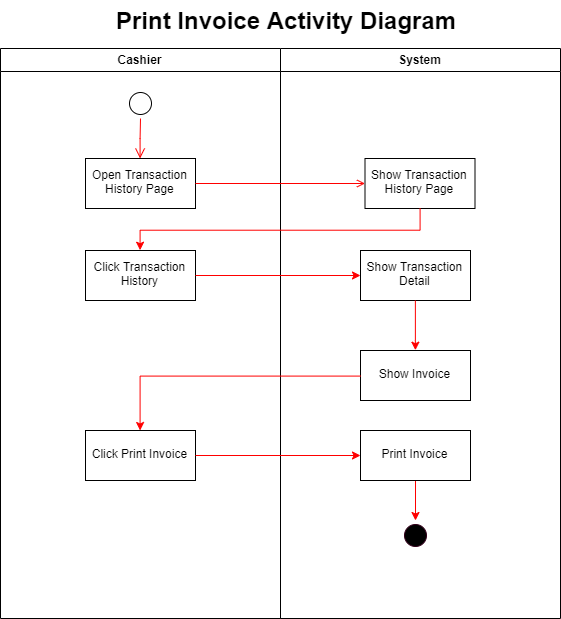 Print Invoice Activity Diagram
Cashier
System
Open Transaction
History Page
Show Transaction
History Page
Click Transaction
History
Show Transaction
Detail
Show Invoice
Click Print Invoice
Print Invoice